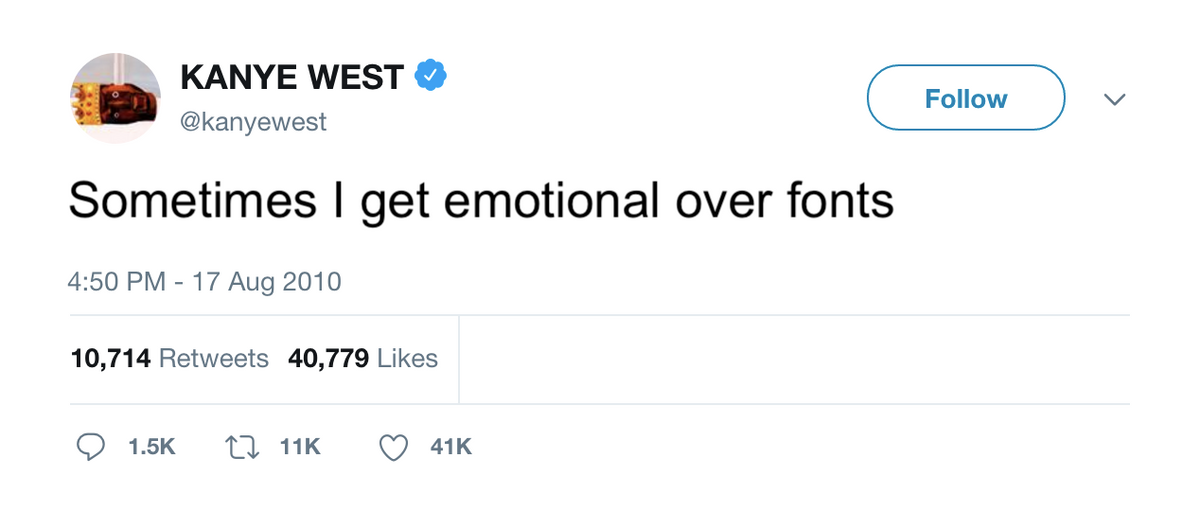 KANYE WEST
@kanyewest
Follow
Sometimes I get emotional over fonts
4:50 PM - 17 Aug 2010
10,714 Retweets 40,779 Likes
1.5K 11K 41K